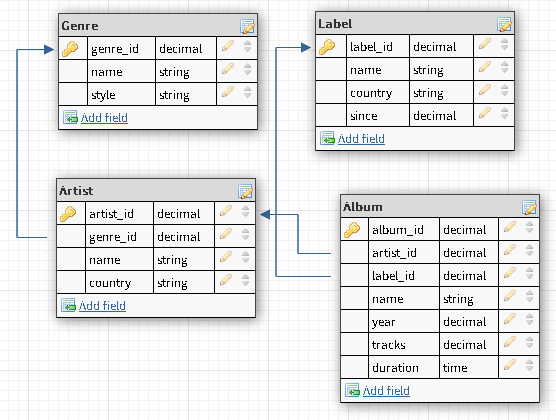 Genre
genre_id decimal
name string
style string
Add field
Label
label_id decimal
name string
country string
since decimal
Add field
Artist
artist_id decimal
genre_id decimal
name string
country string
Add field
Album
album_id decimal
artist_id decimal
label_id decimal
name string
year decimal
tracks decimal
duration time
Add field